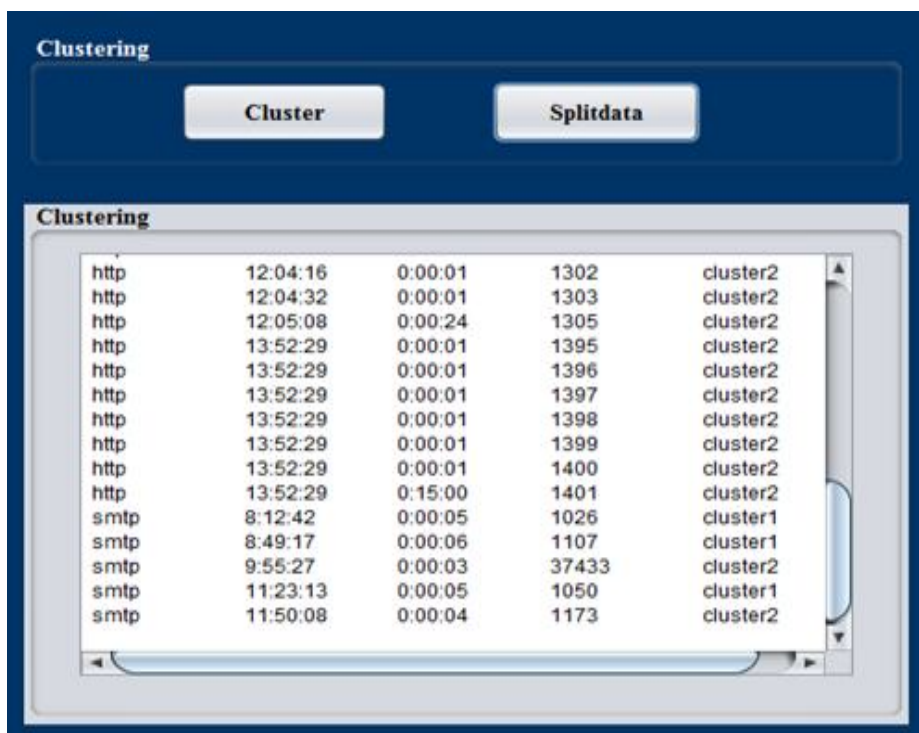 Clustering
Cluster Splitdata
Clustering
http 12:04:16 0:00:01 1302 cluster2
http 12:04:32 0:00:01 1303 cluster2
http 12:05:08 0:00:24 1305 cluster2
http 13:52:29 0:00:01 1395 cluster2
http 13:52:29 0:00:01 1396 cluster2
http 13:52:29 0:00:01 1397 cluster2
http 13:52:29 0:00:01 1398 cluster2
http 13:52:29 0:00:01 1399 cluster2
http 13:52:29 0:00:01 1400 cluster2
http 13:52:29 0:15:00 1401 cluster2
smtp 8:12:42 0:00:05 1026 cluster1
smtp 8:49:17 0:00:06 1107 cluster1
smtp 9:55:27 0:00:03 37433 cluster2
smtp 11:23:13 0:00:05 1050 cluster1
smtp 11:50:08 0:00:04 1173 cluster2